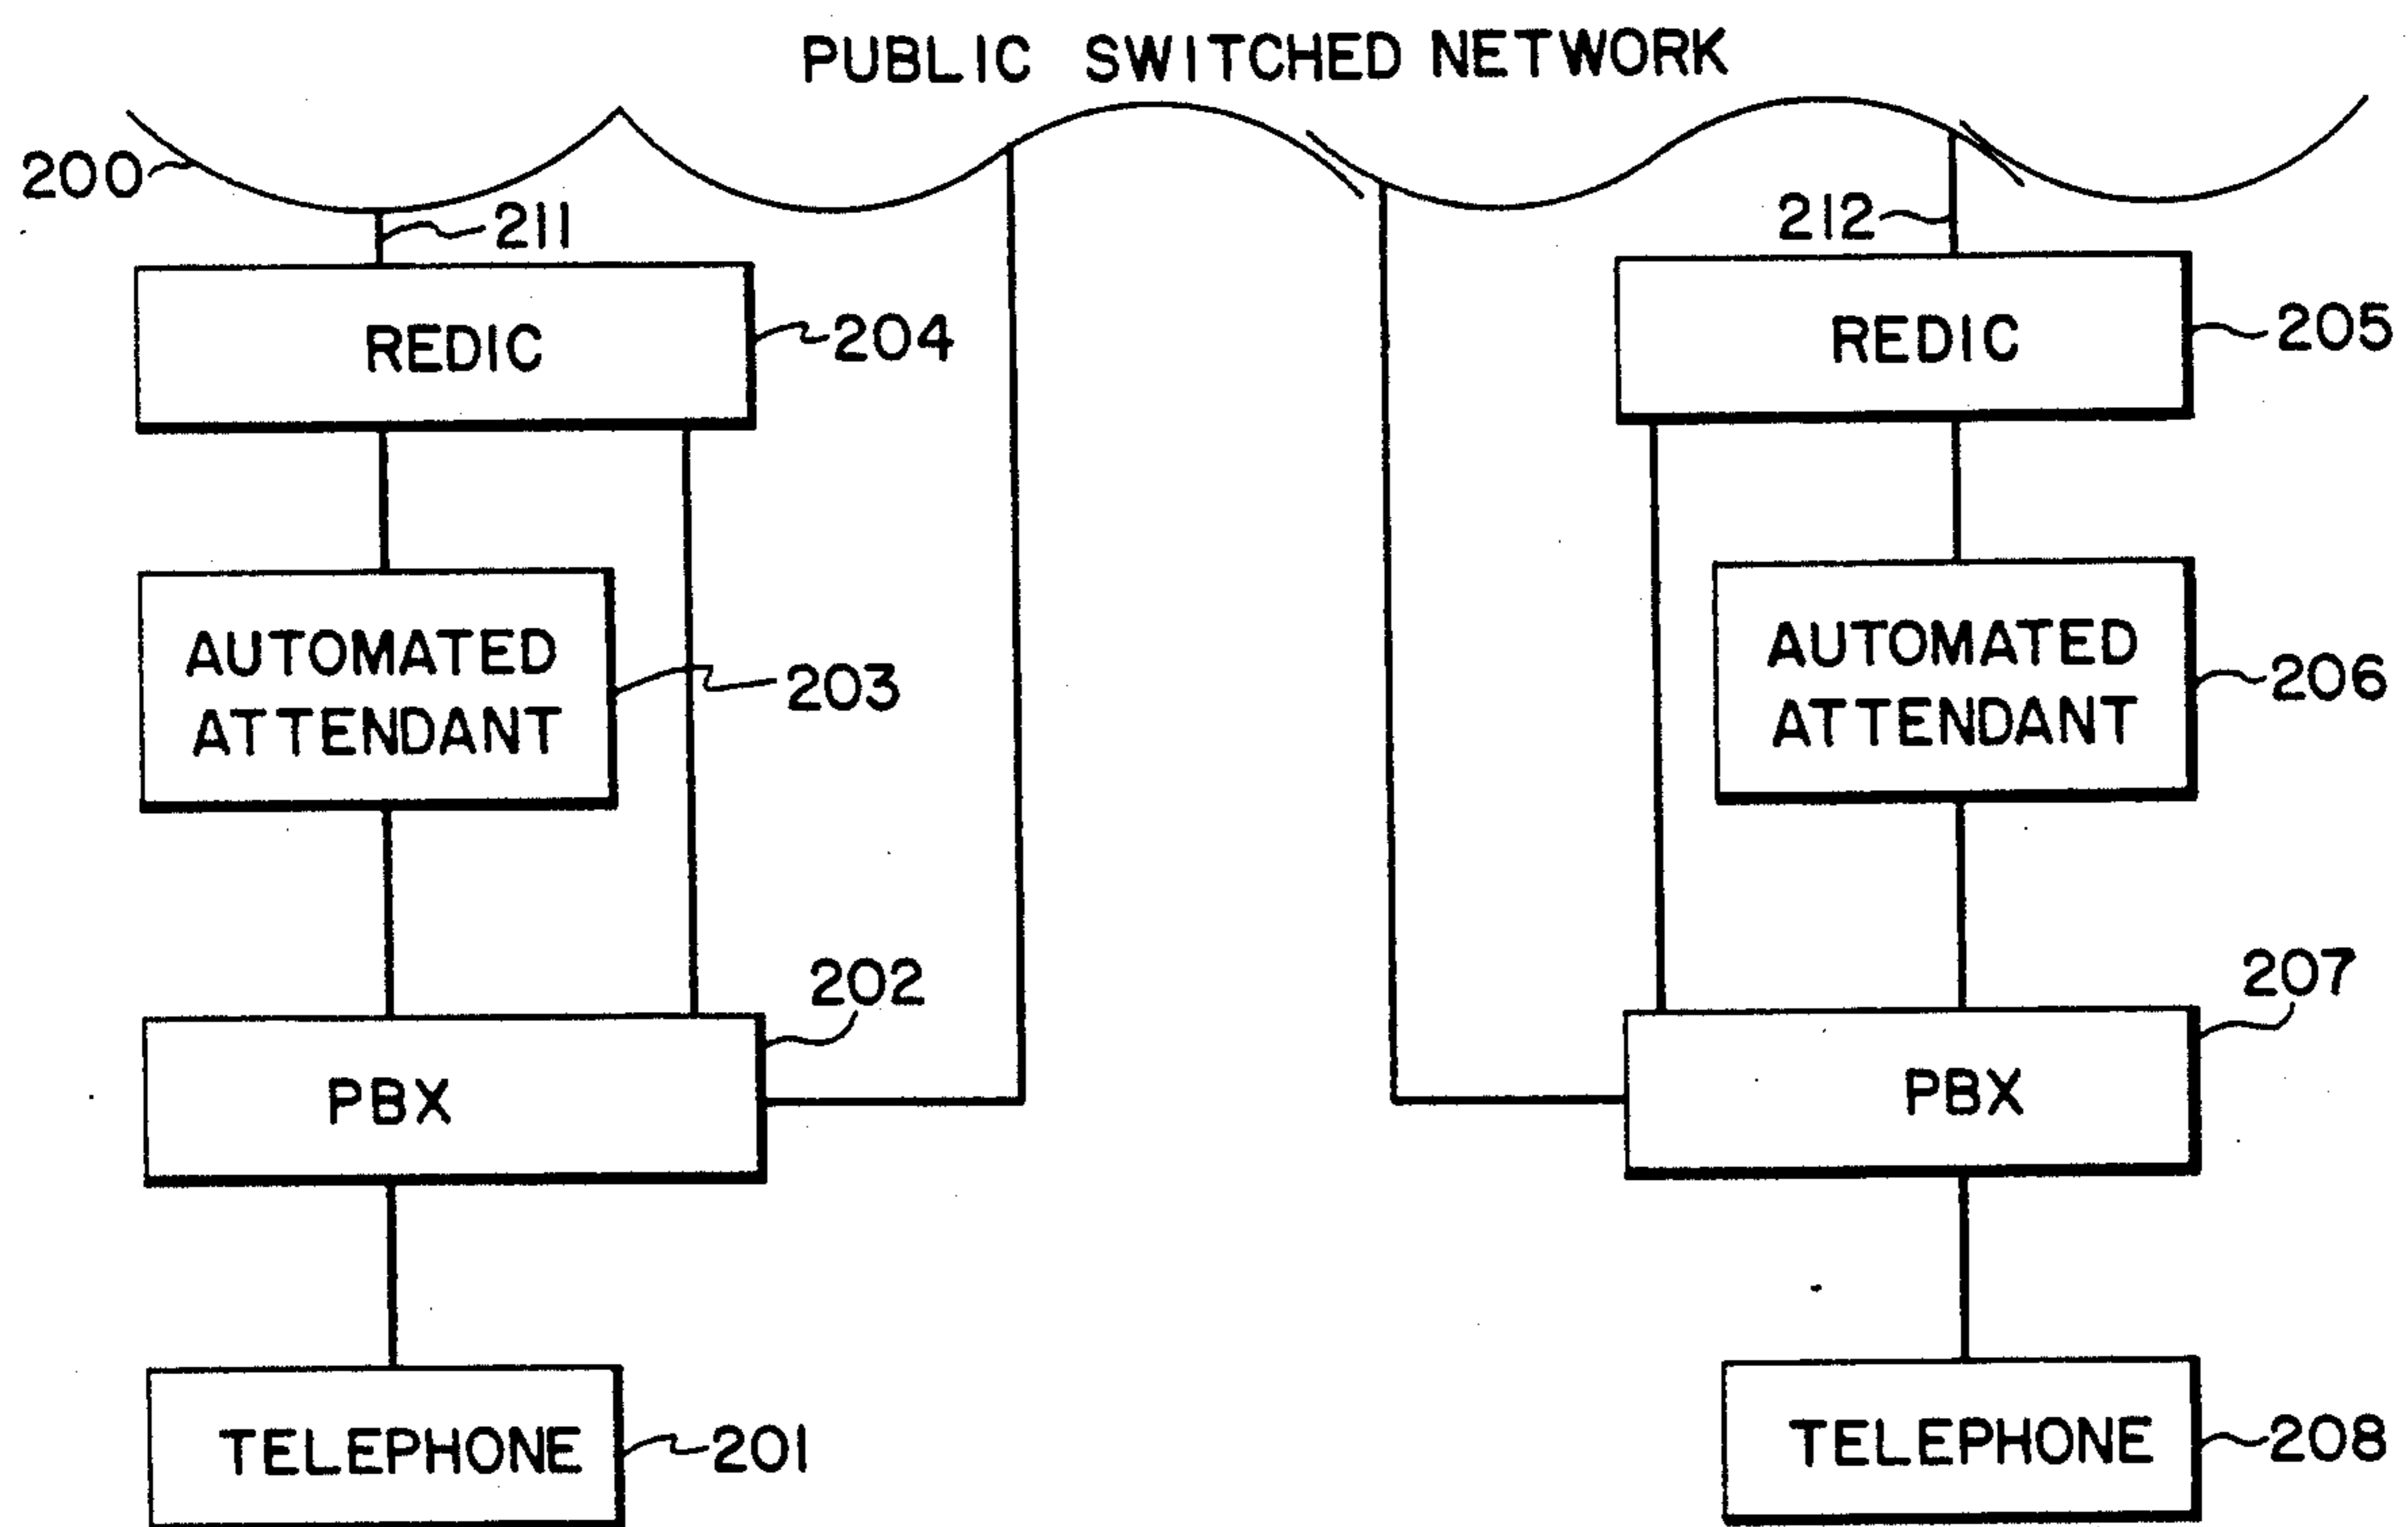 PUBLIC SWITCHED NETWORK
200
211
212
REDIC
204
REDIC
205
AUTOMATED
ATTENDANT
203
AUTOMATED
ATTENDANT
206
202
207
PBX
PBX
TELEPHONE
201
TELEPHONE
208